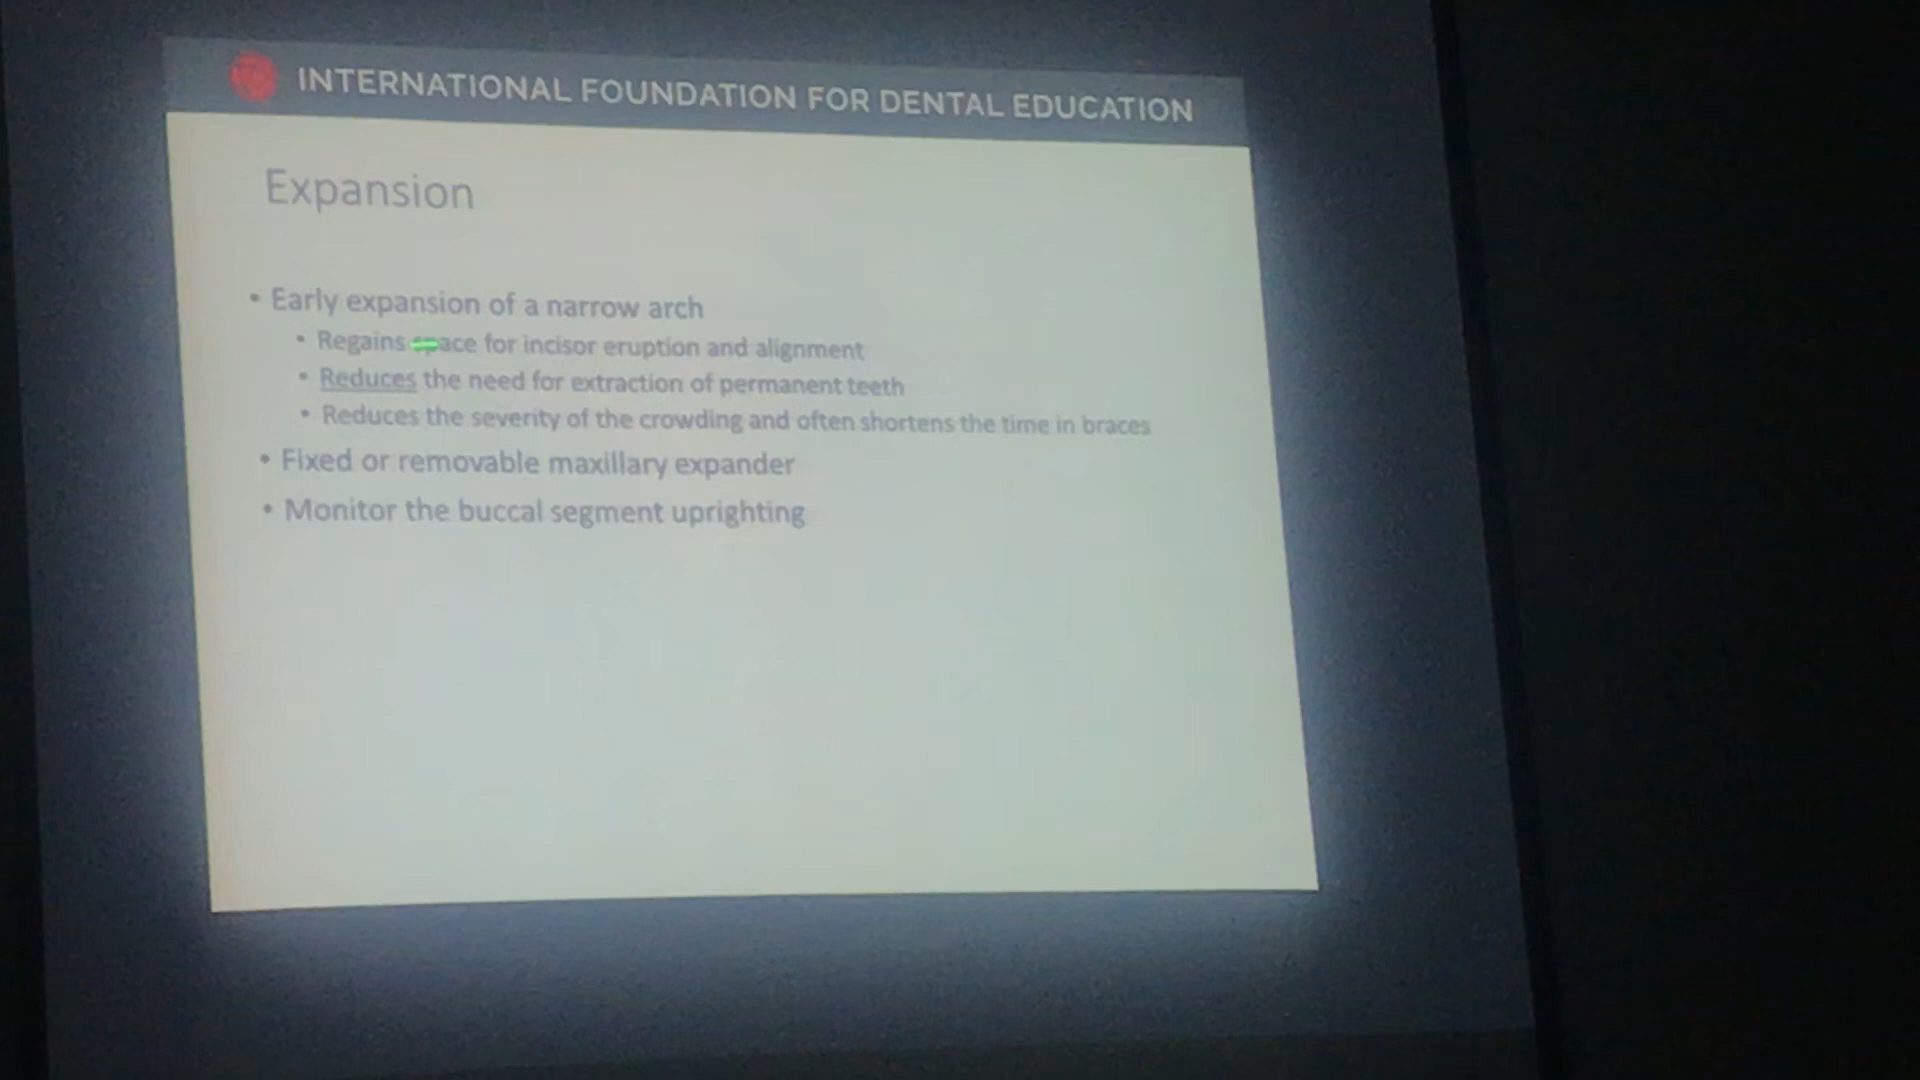 INTERNATIONAL FOUNDATION FOR DENTAL EDUCATION
Expansion
• Early expansion of a narrow arch
• Regains space for incisor eruption and alignment
• Reduces the need for extraction of permanent teeth
• Reduces the severity of the crowding and often shortens the time in braces
• Fixed or removable maxillary expander
• Monitor the buccal segment uprighting